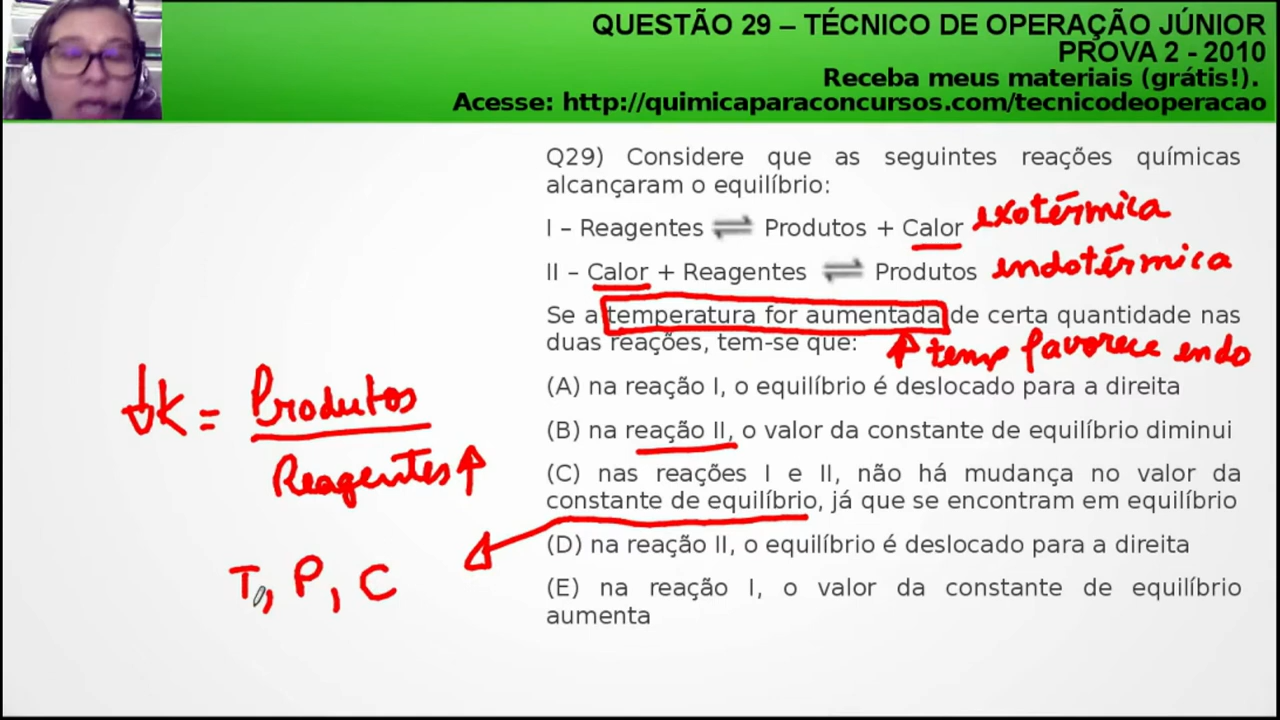 QUESTÃO 29 – TÉCNICO DE OPERAÇÃO JÚNIOR
PROVA 2 - 2010
Receba meus materiais (grátis!).
Acesse: http://quimicaparaconcursos.com/tecnicodeoperacao
Q29) Considere que as seguintes reações químicas
alcançaram o equilíbrio:
I – Reagentes ⇌ Produtos + Calor exotérmica
II – Calor + Reagentes ⇌ Produtos endotérmica
Se a temperatura for aumentada de certa quantidade nas
duas reações, tem-se que: ↑ temp favorece endo
(A) na reação I, o equilíbrio é deslocado para a direita
(B) na reação II, o valor da constante de equilíbrio diminui
(C) nas reações I e II, não há mudança no valor da
constante de equilíbrio, já que se encontram em equilíbrio
(D) na reação II, o equilíbrio é deslocado para a direita
(E) na reação I, o valor da constante de equilíbrio
aumenta
↓K = Produtos
Reagentes ↑
T, P, C